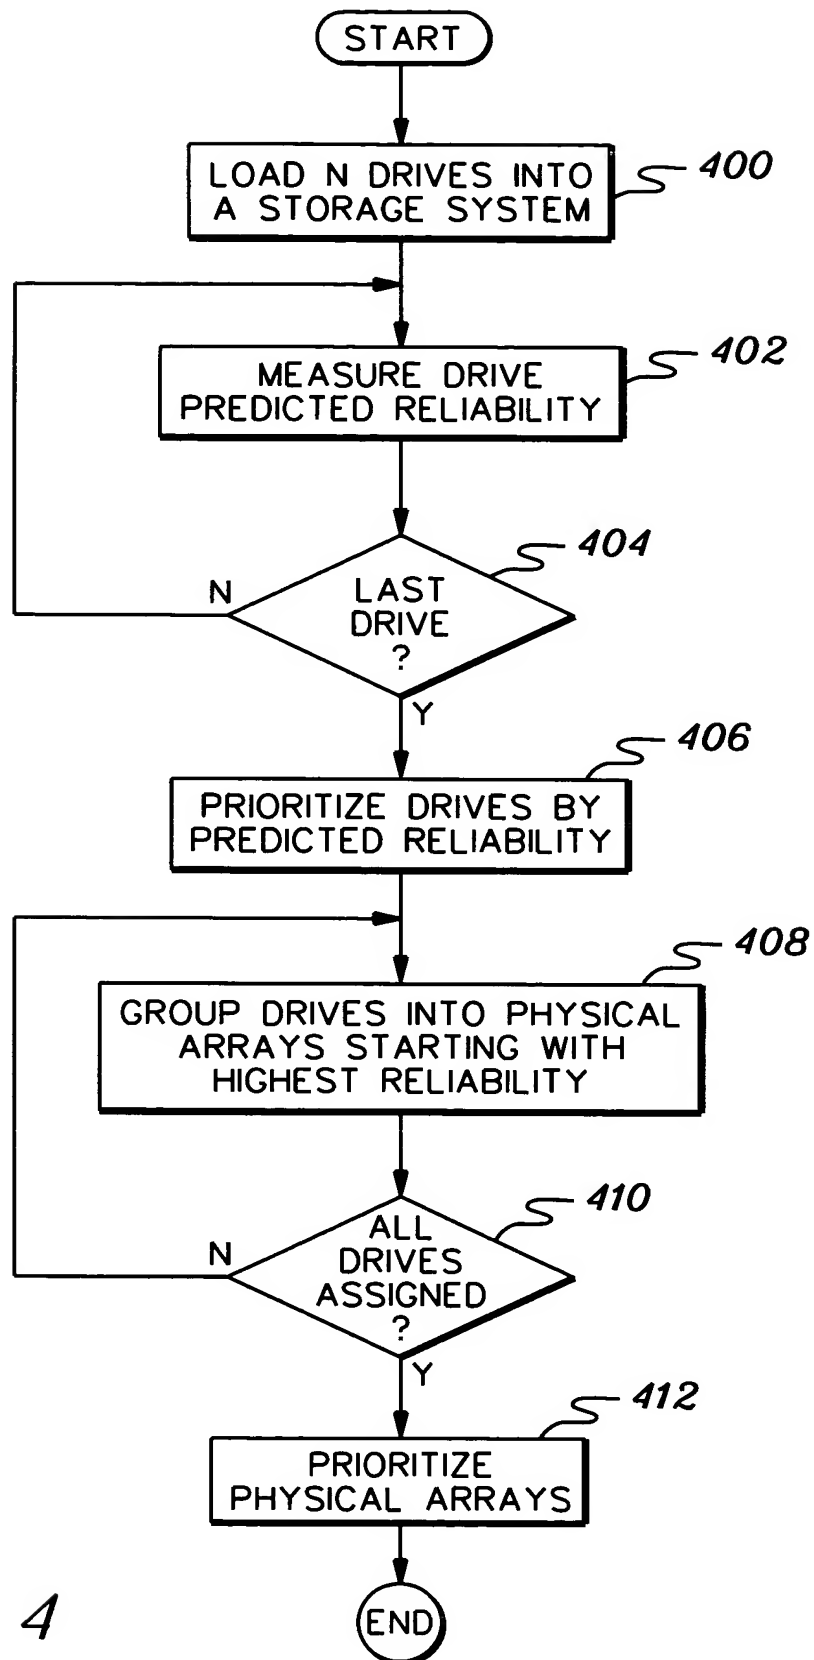 START
LOAD N DRIVES INTO
A STORAGE SYSTEM
400
MEASURE DRIVE
PREDICTED RELIABILITY
402
LAST
DRIVE
?
404
N
Y
PRIORITIZE DRIVES BY
PREDICTED RELIABILITY
406
GROUP DRIVES INTO PHYSICAL
ARRAYS STARTING WITH
HIGHEST RELIABILITY
408
ALL
DRIVES
ASSIGNED
?
410
N
Y
PRIORITIZE
PHYSICAL ARRAYS
412
END
4